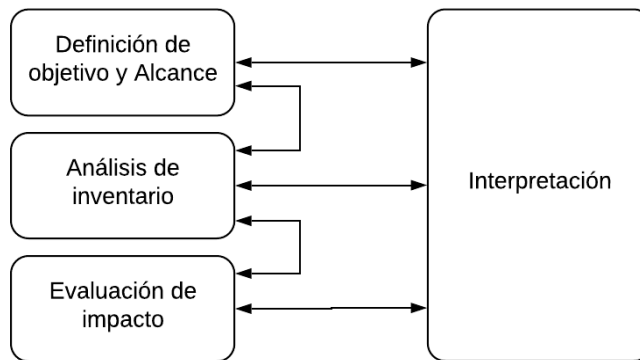 Definición de
objetivo y Alcance
Análisis de
inventario
Evaluación de
impacto
Interpretación